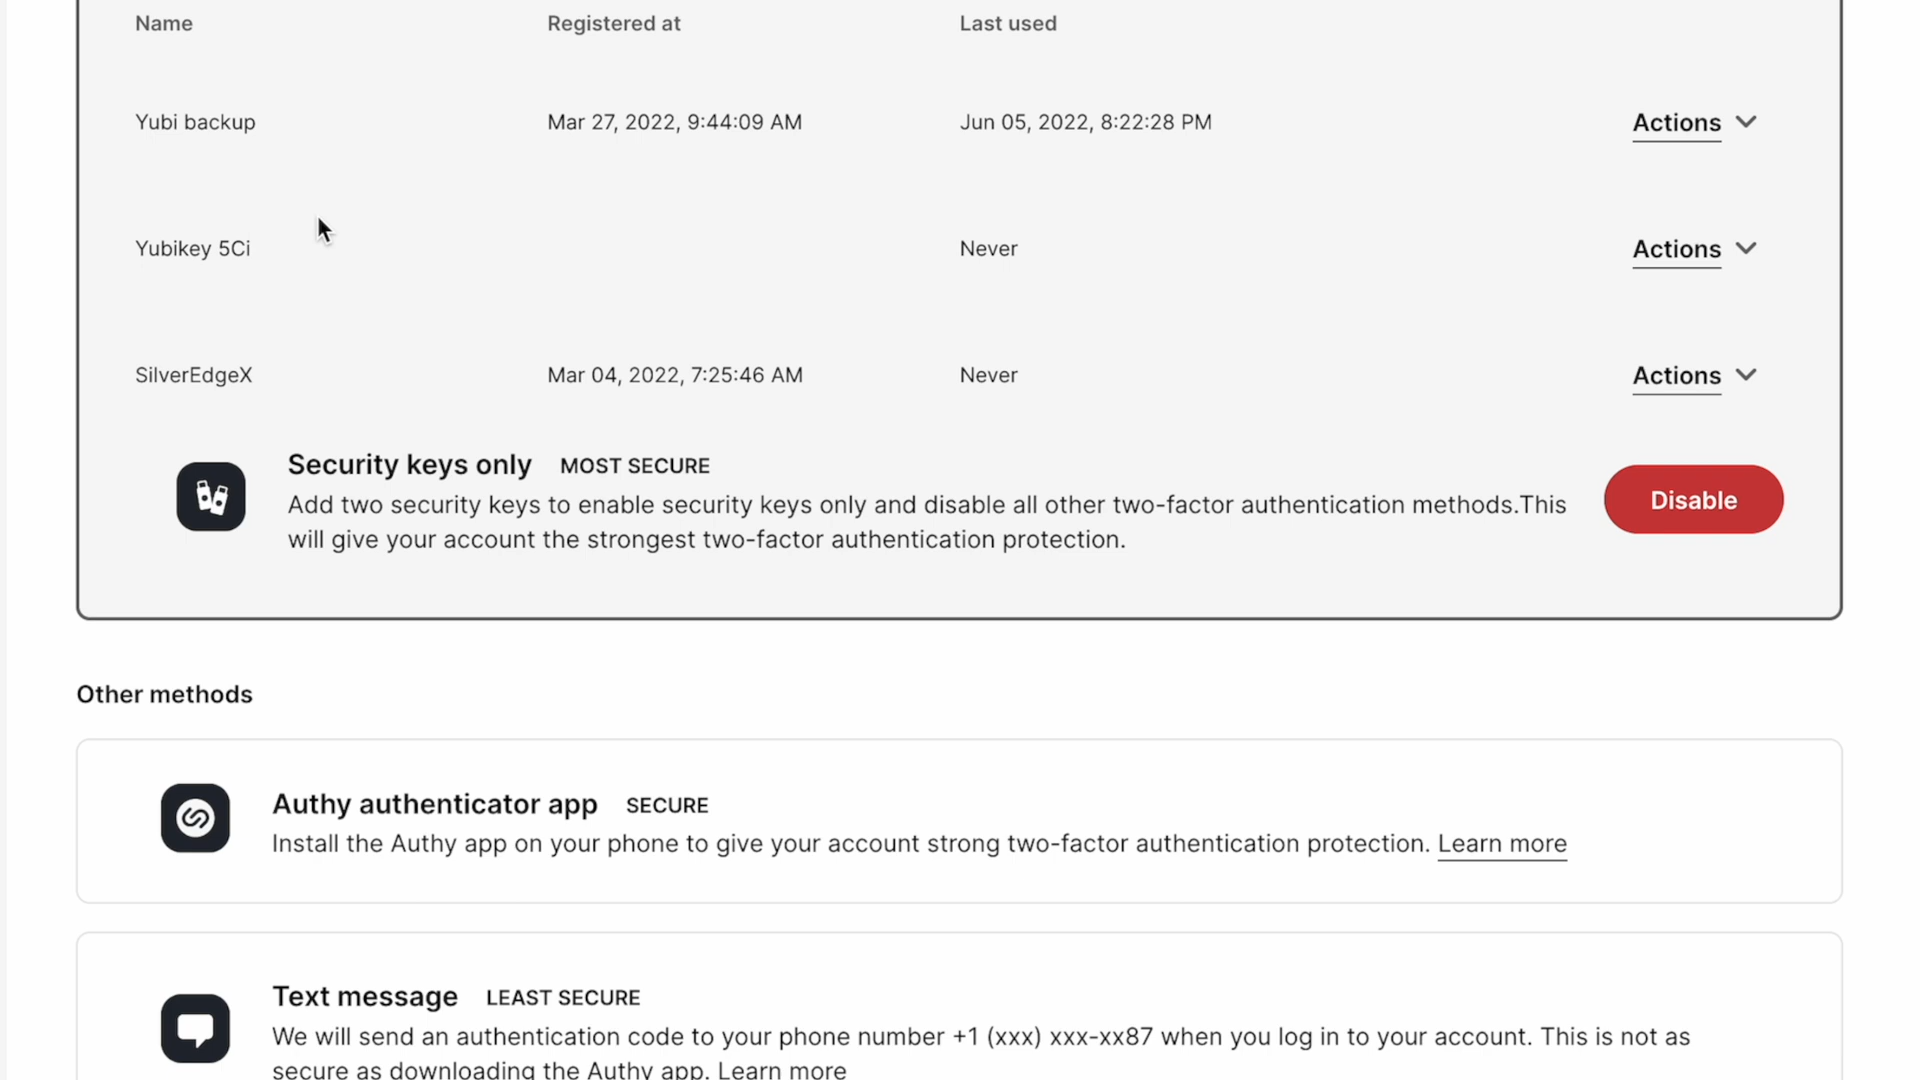 Name Registered at Last used
Yubi backup Mar 27, 2022, 9:44:09 AM Jun 05, 2022, 8:22:28 PM Actions
Yubikey 5Ci Never Actions
SilverEdgeX Mar 04, 2022, 7:25:46 AM Never Actions
Security keys only MOST SECURE
Add two security keys to enable security keys only and disable all other two-factor authentication methods.This
will give your account the strongest two-factor authentication protection.
Disable
Other methods
Authy authenticator app SECURE
Install the Authy app on your phone to give your account strong two-factor authentication protection. Learn more
Text message LEAST SECURE
We will send an authentication code to your phone number +1 (xxx) xxx-xx87 when you log in to your account. This is not as
secure as downloading the Authy app. Learn more